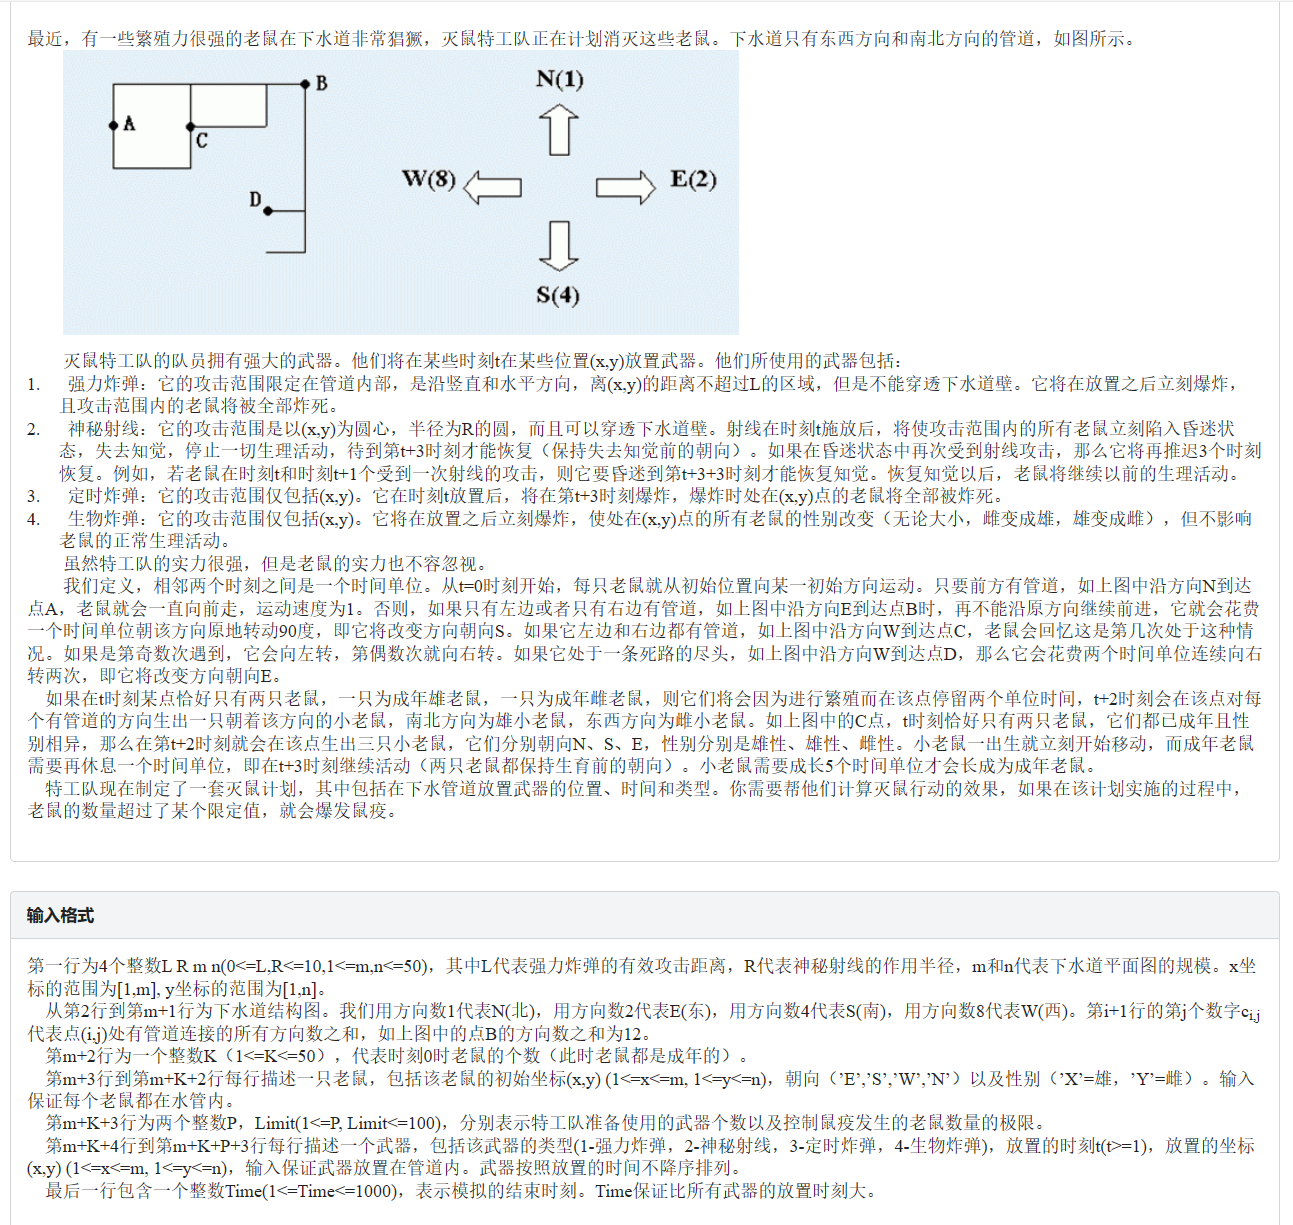 最近，有一些繁殖力很强的老鼠在下水道非常猖獗，灭鼠特工队正在计划消灭这些老鼠。下水道只有东西方向和南北方向的管道，如图所示。
B
N(1)
A
C
W(8)
E(2)
D
S(4)
灭鼠特工队的队员拥有强大的武器。他们将在某些时刻t在某些位置(x,y)放置武器。他们所使用的武器包括：
1. 强力炸弹：它的攻击范围限定在管道内部，是沿竖直和水平方向，离(x,y)的距离不超过L的区域，但是不能穿透下水道壁。它将在放置之后立刻爆炸，
且攻击范围内的老鼠将被全部炸死。
2. 神秘射线：它的攻击范围是以(x,y)为圆心，半径为R的圆，而且可以穿透下水道壁。射线在时刻t施放后，将使攻击范围内的所有老鼠立刻陷入昏迷状
态，失去知觉，停止一切生理活动，待到第t+3时刻才能恢复（保持失去知觉前的朝向）。如果在昏迷状态中再次受到射线攻击，那么它将再推迟3个时刻
恢复。例如，若老鼠在时刻t和时刻t+1个受到一次射线的攻击，则它要昏迷到第t+3+3时刻才能恢复知觉。恢复知觉以后，老鼠将继续以前的生理活动。
3. 定时炸弹：它的攻击范围仅包括(x,y)。它在时刻t放置后，将在第t+3时刻爆炸，爆炸时处在(x,y)点的老鼠将全部被炸死。
4. 生物炸弹：它的攻击范围仅包括(x,y)。它将在放置之后立刻爆炸，使处在(x,y)点的所有老鼠的性别改变（无论大小，雌变成雄，雄变成雌），但不影响
老鼠的正常生理活动。
虽然特工队的实力很强，但是老鼠的实力也不容忽视。
我们定义，相邻两个时刻之间是一个时间单位。从t=0时刻开始，每只老鼠就从初始位置向某一初始方向运动。只要前方有管道，如上图中沿方向N到达
点A，老鼠就会一直向前走，运动速度为1。否则，如果只有左边或者只有右边有管道，如上图中沿方向E到达点B时，再不能沿原方向继续前进，它就会花费
一个时间单位朝该方向原地转动90度，即它将改变方向朝向S。如果它左边和右边都有管道，如上图中沿方向W到达点C，老鼠会回忆这是第几次处于这种情
况。如果是第奇数次遇到，它会向左转，第偶数次就向右转。如果它处于一条死路的尽头，如上图中沿方向W到达点D，那么它会花费两个时间单位连续向右
转两次，即它将改变方向朝向E。
如果在t时刻某点恰好只有两只老鼠，一只为成年雄老鼠，一只为成年雌老鼠，则它们将会因为进行繁殖而在该点停留两个单位时间，t+2时刻会在该点对每
个有管道的方向生出一只朝着该方向的小老鼠，南北方向为雄小老鼠，东西方向为雌小老鼠。如上图中的C点，t时刻恰好只有两只老鼠，它们都已成年且性
别相异，那么在第t+2时刻就会在该点生出三只小老鼠，它们分别朝向N、S、E，性别分别是雄性、雄性、雌性。小老鼠一出生就立刻开始移动，而成年老鼠
需要再休息一个时间单位，即在t+3时刻继续活动（两只老鼠都保持生育前的朝向）。小老鼠需要成长5个时间单位才会长成为成年老鼠。
特工队现在制定了一套灭鼠计划，其中包括在下水管道放置武器的位置、时间和类型。你需要帮他们计算灭鼠行动的效果，如果在该计划实施的过程中，
老鼠的数量超过了某个限定值，就会爆发鼠疫。
输入格式
第一行为4个整数L R m n(0<=L,R<=10,1<=m,n<=50)，其中L代表强力炸弹的有效攻击距离，R代表神秘射线的作用半径，m和n代表下水道平面图的规模。x坐
标的范围为[1,m], y坐标的范围为[1,n]。
从第2行到第m+1行为下水道结构图。我们用方向数1代表N(北)，用方向数2代表E(东)，用方向数4代表S(南)，用方向数8代表W(西)。第i+1行的第j个数字ci,j
代表点(i,j)处有管道连接的所有方向数之和，如上图中的点B的方向数之和为12。
第m+2行为一个整数K（1<=K<=50），代表时刻0时老鼠的个数（此时老鼠都是成年的）。
第m+3行到第m+K+2行每行描述一只老鼠，包括该老鼠的初始坐标(x,y) (1<=x<=m, 1<=y<=n)，朝向（’E’,’S’,’W’,’N’）以及性别（’X’=雄，’Y’=雌）。输入
保证每个老鼠都在水管内。
第m+K+3行为两个整数P，Limit(1<=P, Limit<=100)，分别表示特工队准备使用的武器个数以及控制鼠疫发生的老鼠数量的极限。
第m+K+4行到第m+K+P+3行每行描述一个武器，包括该武器的类型(1-强力炸弹，2-神秘射线，3-定时炸弹，4-生物炸弹)，放置的时刻t(t>=1)，放置的坐标
(x,y) (1<=x<=m, 1<=y<=n)，输入保证武器放置在管道内。武器按照放置的时间不降序排列。
最后一行包含一个整数Time(1<=Time<=1000)，表示模拟的结束时刻。Time保证比所有武器的放置时刻大。